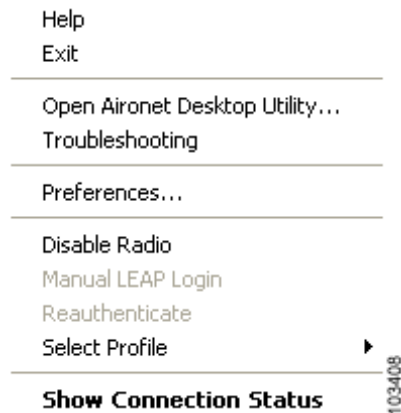 Help
Exit
Open Aironet Desktop Utility...
Troubleshooting
Preferences...
Disable Radio
Manual LEAP Login
Reauthenticate
Select Profile
Show Connection Status
103408